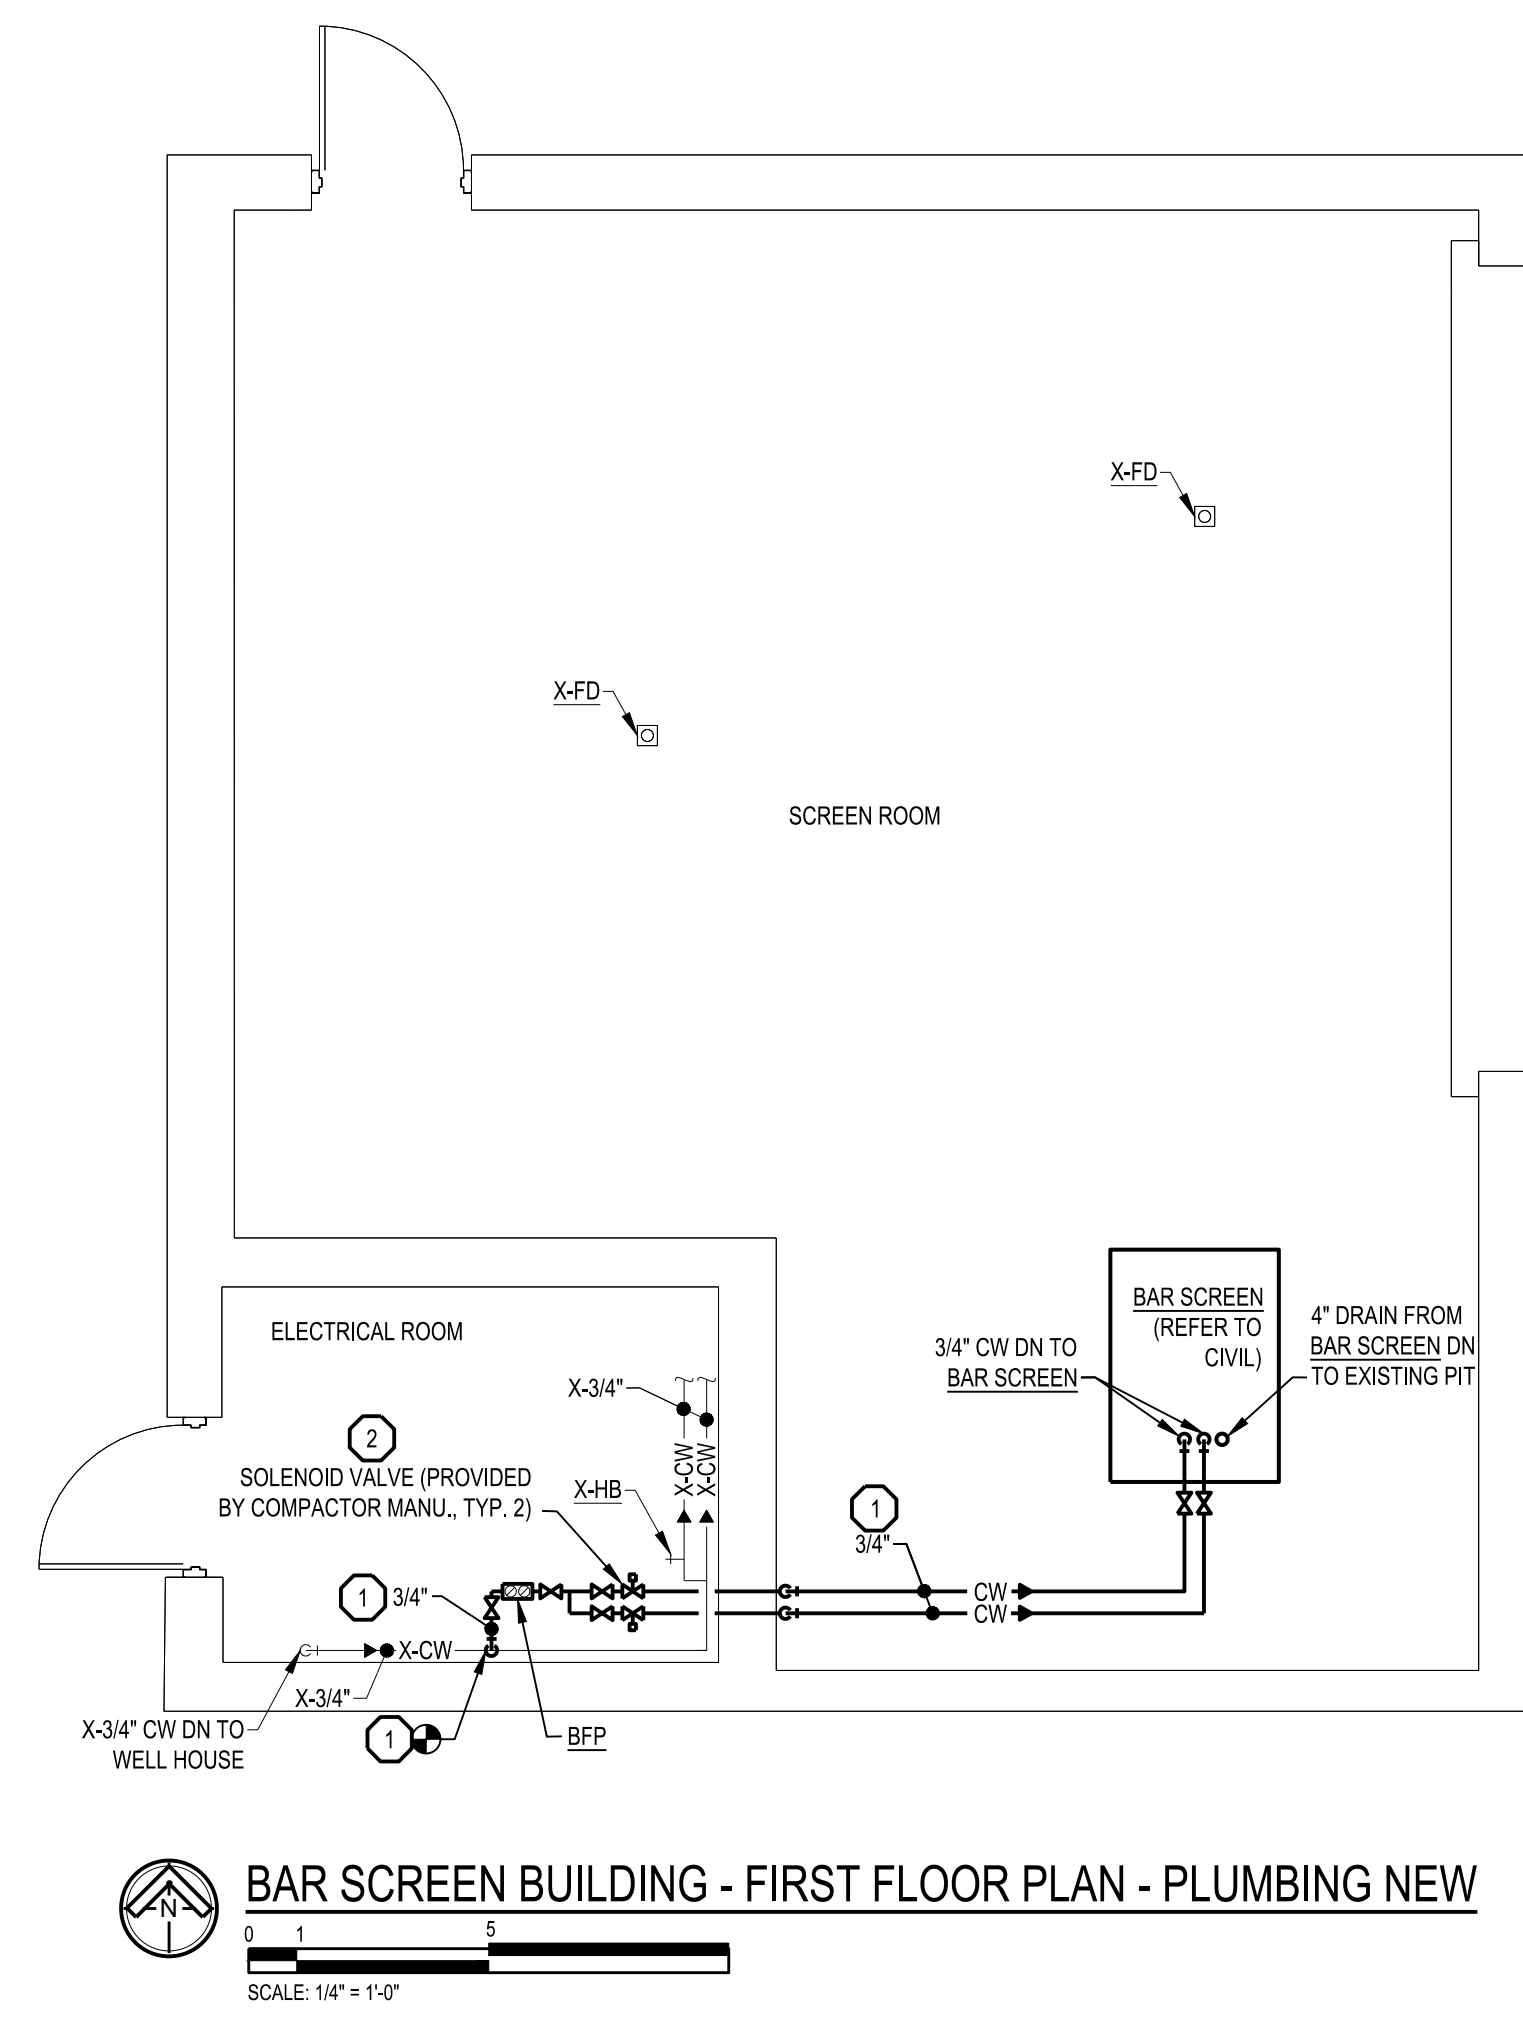 X-FD
X-FD
SCREEN ROOM
ELECTRICAL ROOM
BAR SCREEN
(REFER TO
CIVIL)
4" DRAIN FROM
BAR SCREEN DN
TO EXISTING PIT
3/4" CW DN TO
BAR SCREEN
X-3/4"
2
SOLENOID VALVE (PROVIDED
BY COMPACTOR MANU., TYP. 2)
X-HB
X-CW
X-CW
1
3/4"
1
3/4"
CW
CW
X-CW
X-3/4"
X-3/4" CW DN TO
WELL HOUSE
1
BFP
N
BAR SCREEN BUILDING - FIRST FLOOR PLAN - PLUMBING NEW
0 1 5
SCALE: 1/4" = 1'-0"